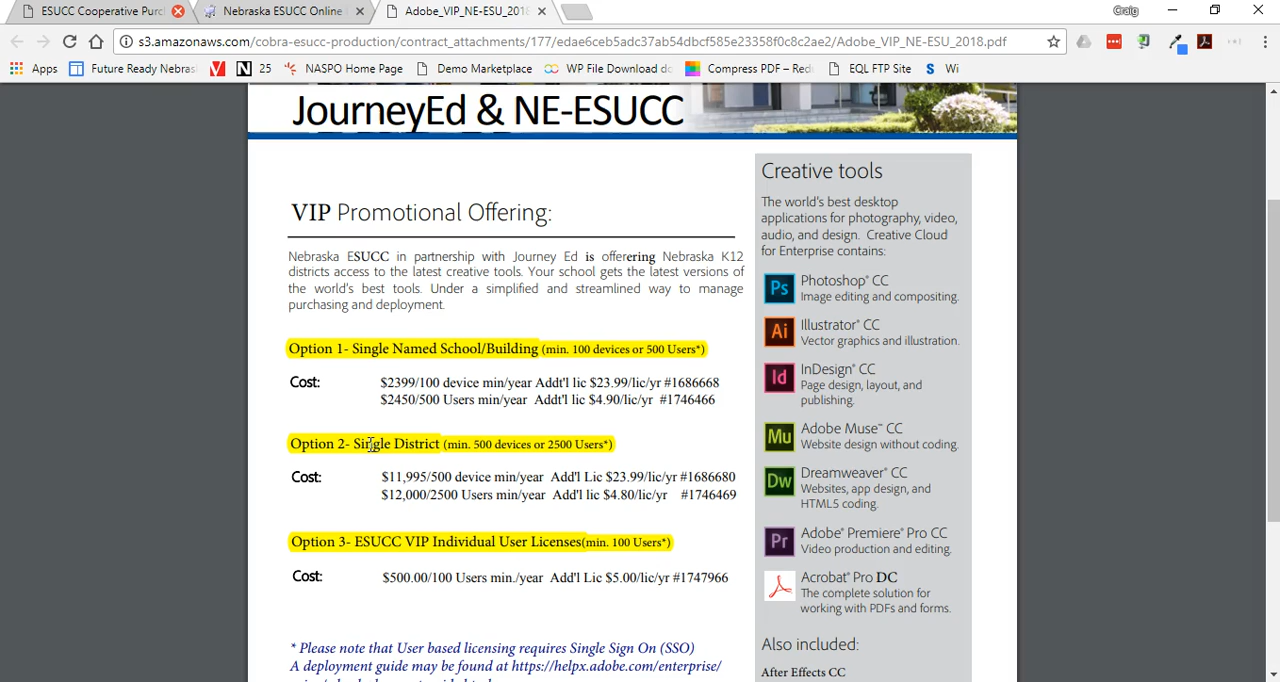 ESUCC Cooperative Purc
Nebraska ESUCC Online
Adobe_VIP_NE-ESU_2018
Craig
s3.amazonaws.com/cobra-esucc-production/contract_attachments/177/edae6ceb5adc37ab54dbcf585e23358f0c8c2ae2/Adobe_VIP_NE-ESU_2018.pdf
Apps
Future Ready Nebras
25
NASPO Home Page
Demo Marketplace
WP File Download do
Compress PDF – Red
EQL FTP Site
Wi
JourneyEd & NE-ESUCC
VIP Promotional Offering:
Nebraska ESUCC in partnership with Journey Ed is offerering Nebraska K12
districts access to the latest creative tools. Your school gets the latest versions of
the world's best tools. Under a simplified and streamlined way to manage
purchasing and deployment.
Option 1- Single Named School/Building (min. 100 devices or 500 Users*)
Cost:
$2399/100 device min/year Addt'l lic $23.99/lic/yr #1686668
$2450/500 Users min/year Addt'l lic $4.90/lic/yr #1746466
Option 2- Single District (min. 500 devices or 2500 Users*)
Cost:
$11,995/500 device min/year Add'l Lic $23.99/lic/yr #1686680
$12,000/2500 Users min/year Add'l lic $4.80/lic/yr #1746469
Option 3- ESUCC VIP Individual User Licenses(min. 100 Users*)
Cost:
$500.00/100 Users min./year Add'l Lic $5.00/lic/yr #1747966
* Please note that User based licensing requires Single Sign On (SSO)
A deployment guide may be found at https://helpx.adobe.com/enterprise/
Creative tools
The world's best desktop
applications for photography, video,
audio, and design. Creative Cloud
for Enterprise contains:
Ps
Photoshop® CC
Image editing and compositing.
Ai
Illustrator® CC
Vector graphics and illustration.
Id
InDesign® CC
Page design, layout, and
publishing.
Mu
Adobe Muse™ CC
Website design without coding.
Dw
Dreamweaver® CC
Websites, app design, and
HTML5 coding.
Pr
Adobe® Premiere® Pro CC
Video production and editing.
Acrobat® Pro DC
The complete solution for
working with PDFs and forms.
Also included:
After Effects CC